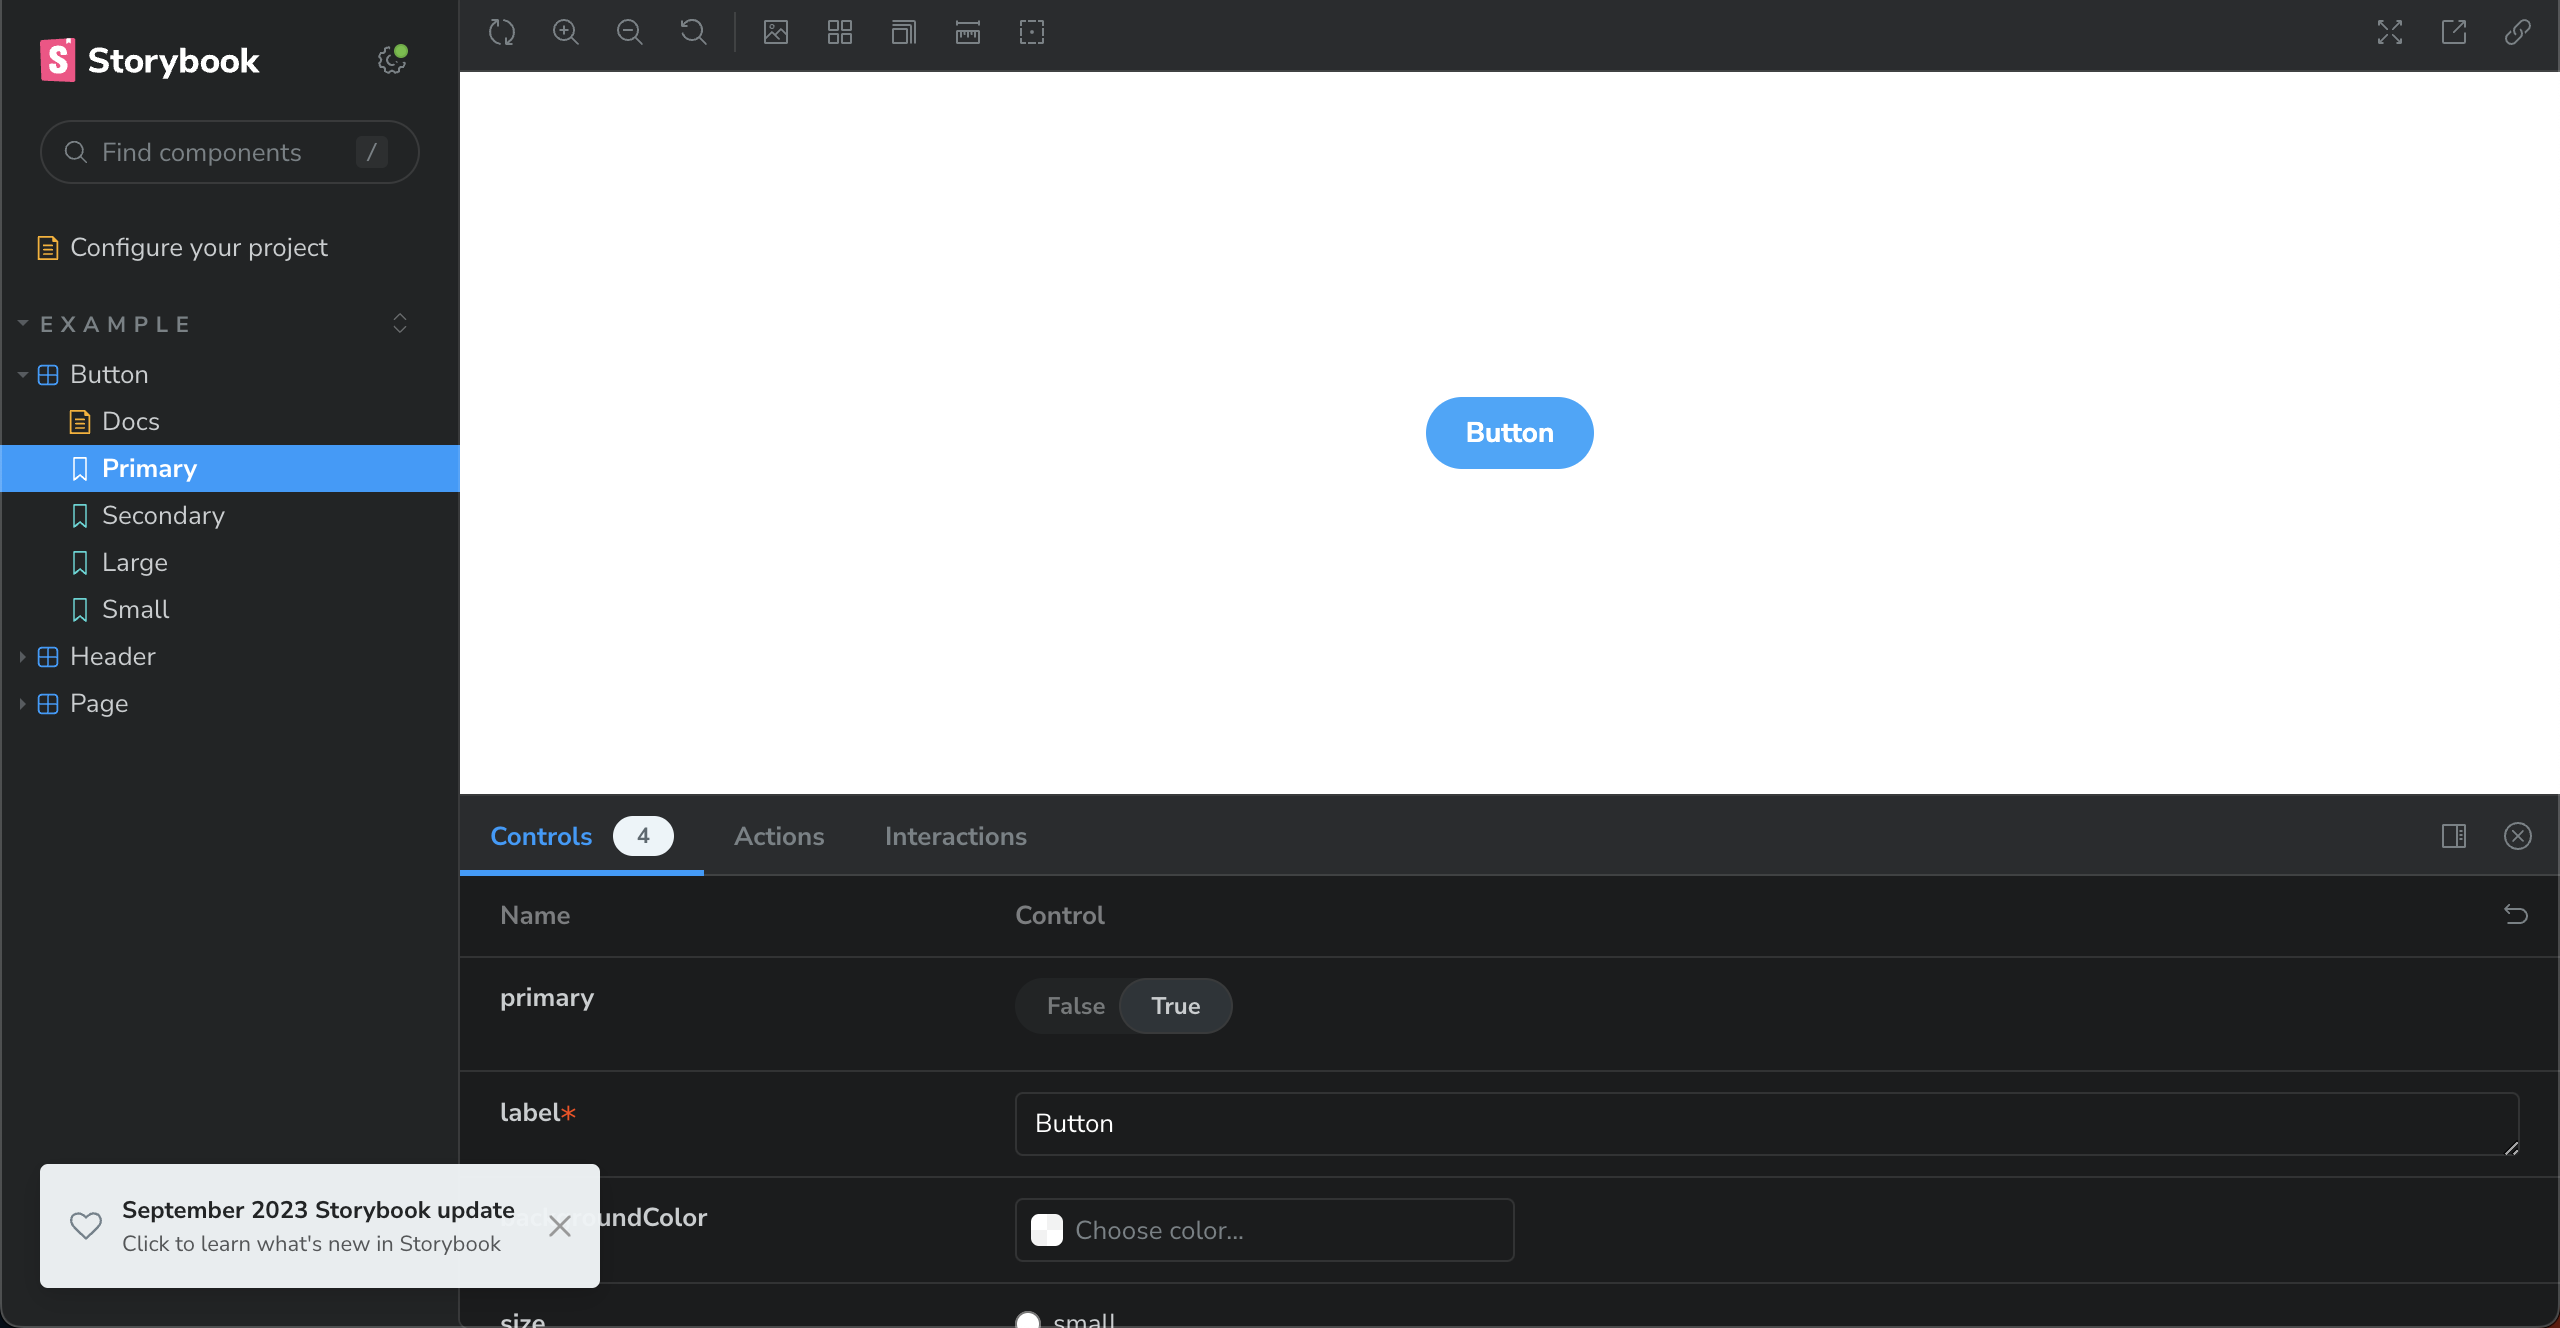 Storybook
Find components /
Configure your project
EXAMPLE
Button
Docs
Primary
Secondary
Large
Small
Header
Page
September 2023 Storybook update
Click to learn what's new in Storybook
Button
Controls 4 Actions Interactions
Name Control
primary False True
label* Button
backgroundColor Choose color...
size small